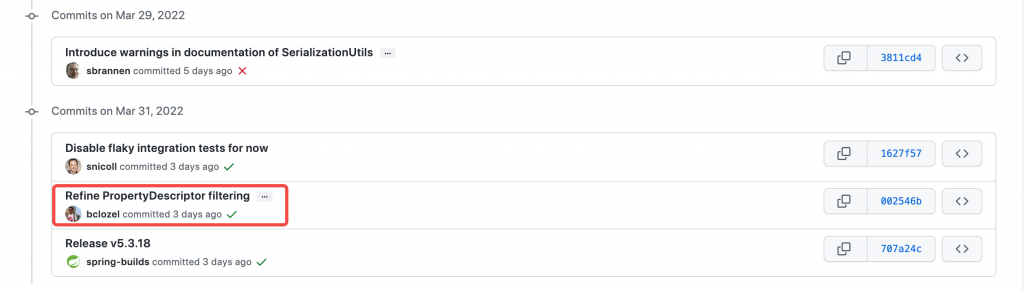 Commits on Mar 29, 2022
Introduce warnings in documentation of SerializationUtils ...
sbrannen committed 5 days ago
3811cd4
Commits on Mar 31, 2022
Disable flaky integration tests for now
snicoll committed 3 days ago
1627f57
Refine PropertyDescriptor filtering ...
bclozel committed 3 days ago
002546b
Release v5.3.18
spring-builds committed 3 days ago
707a24c